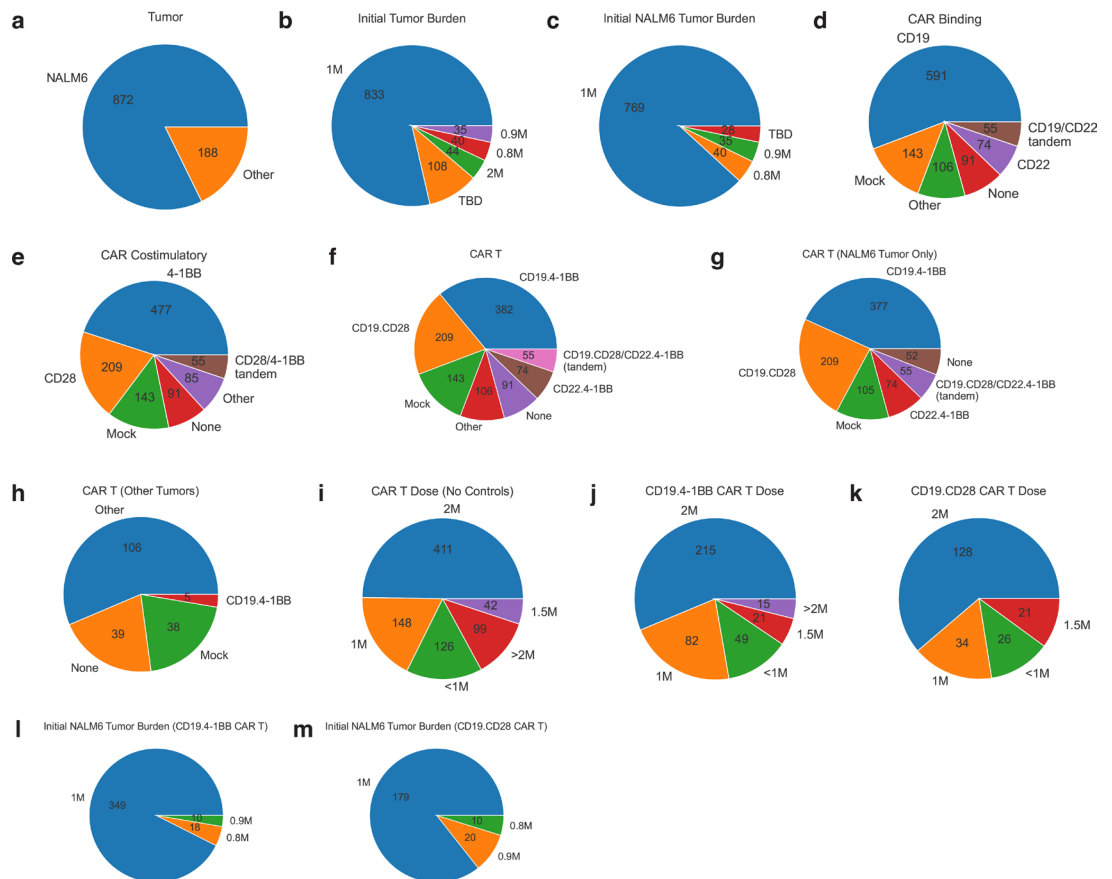 a
Tumor
NALM6
872
188
Other
b
Initial Tumor Burden
1M
833
35
0.9M
40
0.8M
44
2M
108
TBD
c
Initial NALM6 Tumor Burden
1M
769
28
TBD
35
0.9M
40
0.8M
d
CAR Binding
CD19
591
55
CD19/CD22
tandem
74
CD22
143
106
91
Mock
Other
None
e
CAR Costimulatory
4-1BB
477
55
CD28/4-1BB
tandem
209
85
CD28
Other
143
91
Mock
None
f
CAR T
CD19.4-1BB
382
CD19.CD28
209
55
CD19.CD28/CD22.4-1BB
(tandem)
74
CD22.4-1BB
143
106
91
Mock
Other
None
g
CAR T (NALM6 Tumor Only)
CD19.4-1BB
377
52
None
209
CD19.CD28
55
CD19.CD28/CD22.4-1BB
(tandem)
105
74
CD22.4-1BB
Mock
h
CAR T (Other Tumors)
Other
106
5
CD19.4-1BB
39
38
Mock
None
i
CAR T Dose (No Controls)
2M
411
42
1.5M
148
99
1M
126
>2M
<1M
j
CD19.4-1BB CAR T Dose
2M
215
15
>2M
21
1.5M
82
49
1M
<1M
k
CD19.CD28 CAR T Dose
2M
128
21
1.5M
34
26
1M
<1M
l
Initial NALM6 Tumor Burden (CD19.4-1BB CAR T)
1M
349
10
0.9M
18
0.8M
m
Initial NALM6 Tumor Burden (CD19.CD28 CAR T)
1M
179
10
0.8M
20
0.9M